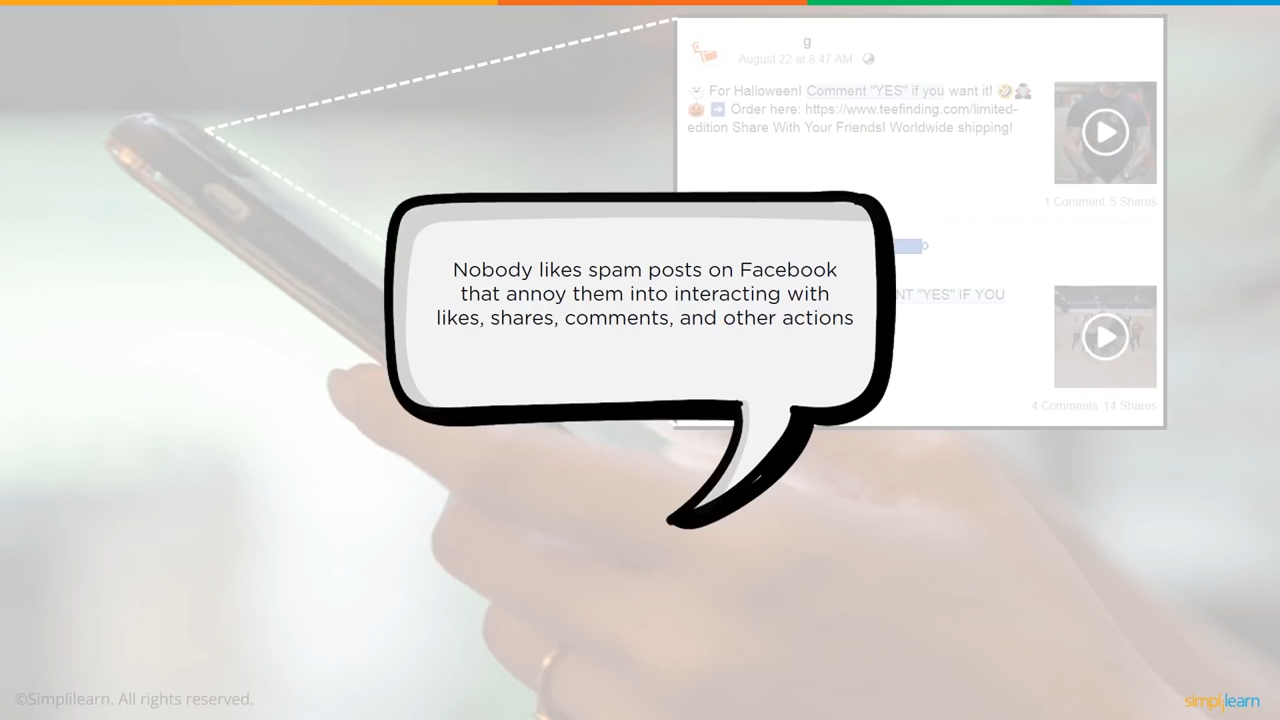 g
August 22 at 8:47 AM
For Halloween! Comment "YES" if you want it!
Order here: https://www.teefinding.com/limited-
edition Share With Your Friends! Worldwide shipping!
1 Comment 5 Shares
Nobody likes spam posts on Facebook
that annoy them into interacting with
likes, shares, comments, and other actions
"YES" IF YOU
4 Comments 14 Shares
©Simplilearn. All rights reserved.
simplilearn